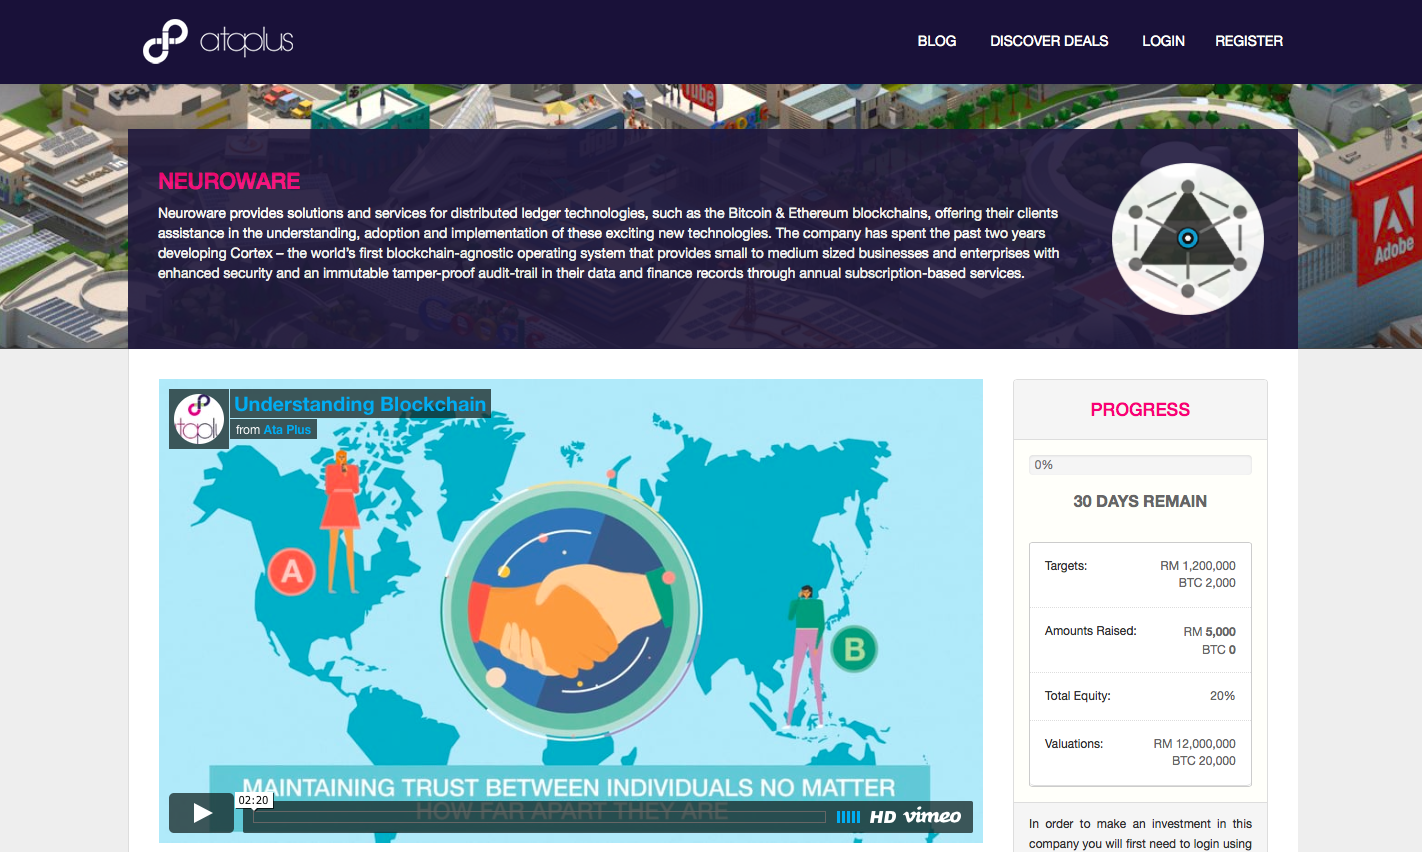 ataplus
BLOG
DISCOVER DEALS
LOGIN
REGISTER
Tube
Google
Linked in
Adobe
NEUROWARE
Neuroware provides solutions and services for distributed ledger technologies, such as the Bitcoin & Ethereum blockchains, offering their clients
assistance in the understanding, adoption and implementation of these exciting new technologies. The company has spent the past two years
developing Cortex – the world's first blockchain-agnostic operating system that provides small to medium sized businesses and enterprises with
enhanced security and an immutable tamper-proof audit-trail in their data and finance records through annual subscription-based services.
Understanding Blockchain
from Ata Plus
A
B
MAINTAINING TRUST BETWEEN INDIVIDUALS NO MATTER
HOW FAR APART THEY ARE
02:20
HD vimeo
PROGRESS
0%
30 DAYS REMAIN
Targets: RM 1,200,000
BTC 2,000
Amounts Raised: RM 5,000
BTC 0
Total Equity: 20%
Valuations: RM 12,000,000
BTC 20,000
In order to make an investment in this
company you will first need to login using